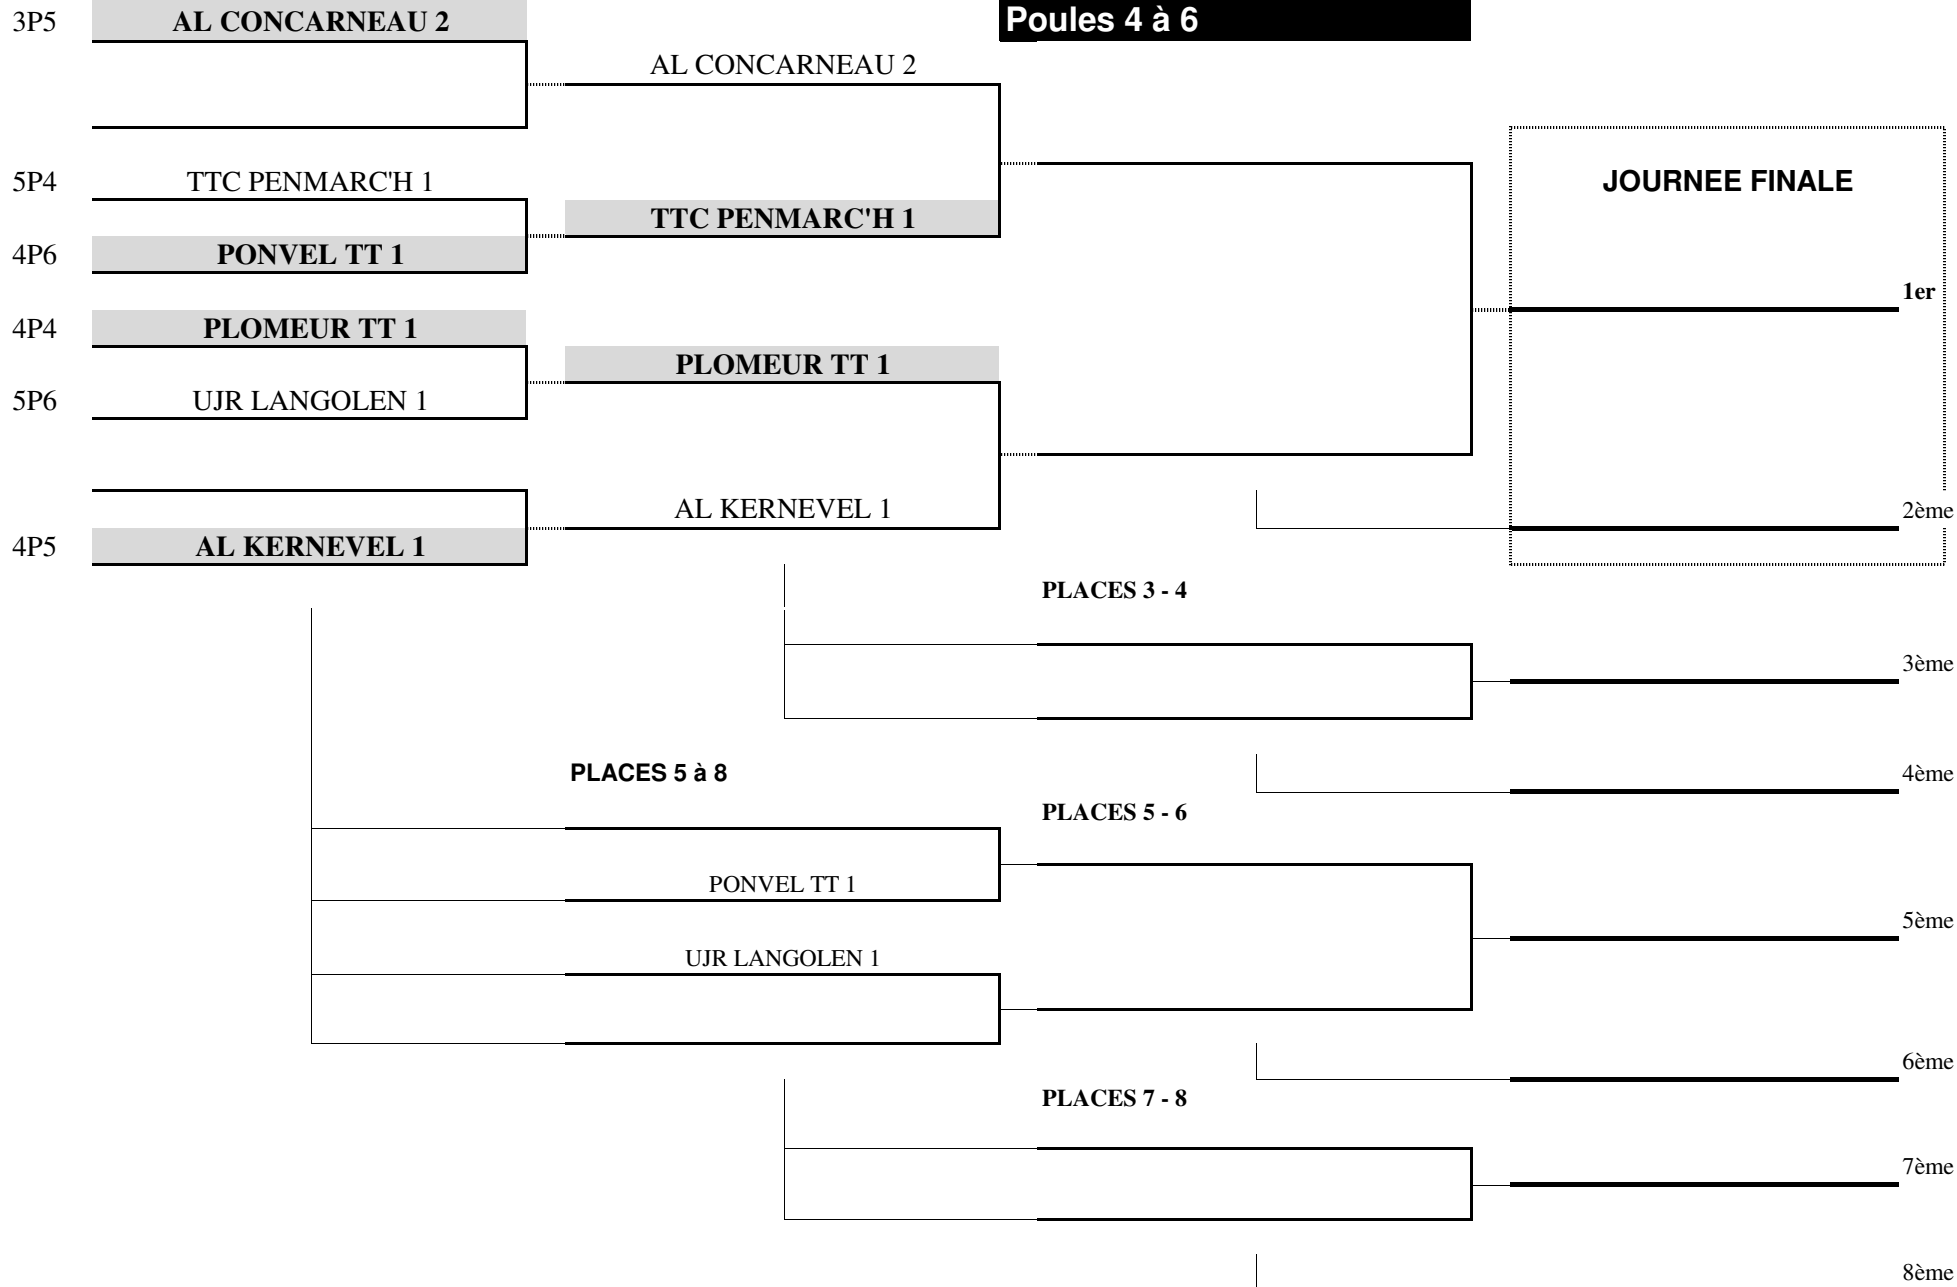 3P5 AL CONCARNEAU 2 Poules 4 à 6
AL CONCARNEAU 2
5P4 TTC PENMARC'H 1 JOURNEE FINALE
TTC PENMARC'H 1
4P6 PONVEL TT 1
1er
4P4 PLOMEUR TT 1
PLOMEUR TT 1
5P6 UJR LANGOLEN 1
AL KERNEVEL 1 2ème
4P5 AL KERNEVEL 1
PLACES 3 - 4
3ème
PLACES 5 à 8 4ème
PLACES 5 - 6
PONVEL TT 1
5ème
UJR LANGOLEN 1
6ème
PLACES 7 - 8
7ème
8ème